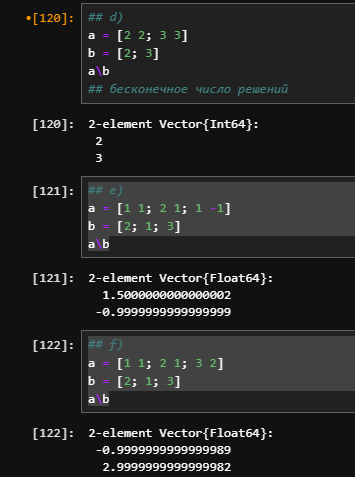 •[120]:
## d)
a = [2 2; 3 3]
b = [2; 3]
a\b
## бесконечное число решений
[120]: 2-element Vector{Int64}:
2
3
[121]:
## e)
a = [1 1; 2 1; 1 -1]
b = [2; 1; 3]
a\b
[121]: 2-element Vector{Float64}:
1.5000000000000002
-0.9999999999999999
[122]:
## f)
a = [1 1; 2 1; 3 2]
b = [2; 1; 3]
a\b
[122]: 2-element Vector{Float64}:
-0.9999999999999989
2.9999999999999982